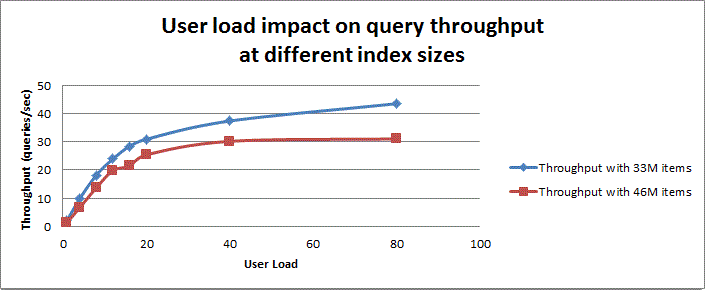 User load impact on query throughput
at different index sizes
50
40
30
20
10
0
Throughput (queries/sec)
0 20 40 60 80 100
User Load
Throughput with 33M items
Throughput with 46M items